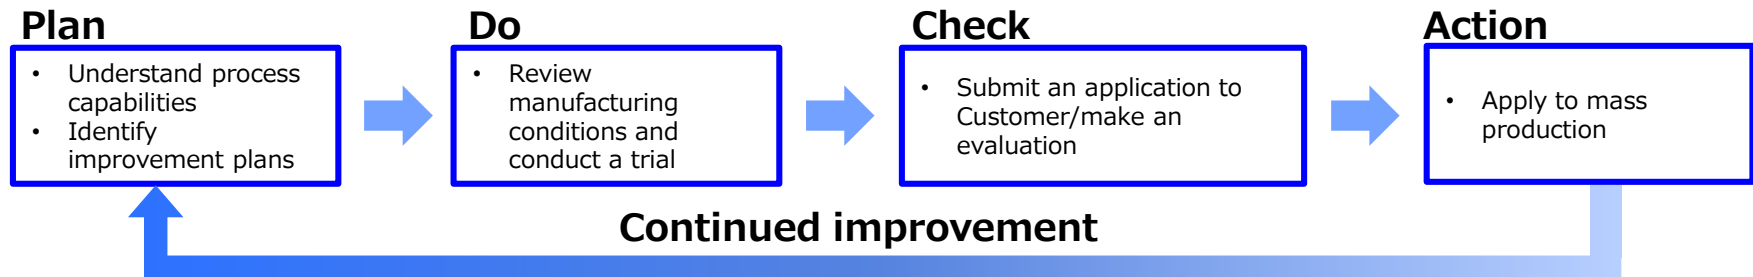 Plan
• Understand process
capabilities
• Identify
improvement plans
Do
• Review
manufacturing
conditions and
conduct a trial
Check
• Submit an application to
Customer/make an
evaluation
Action
• Apply to mass
production
Continued improvement